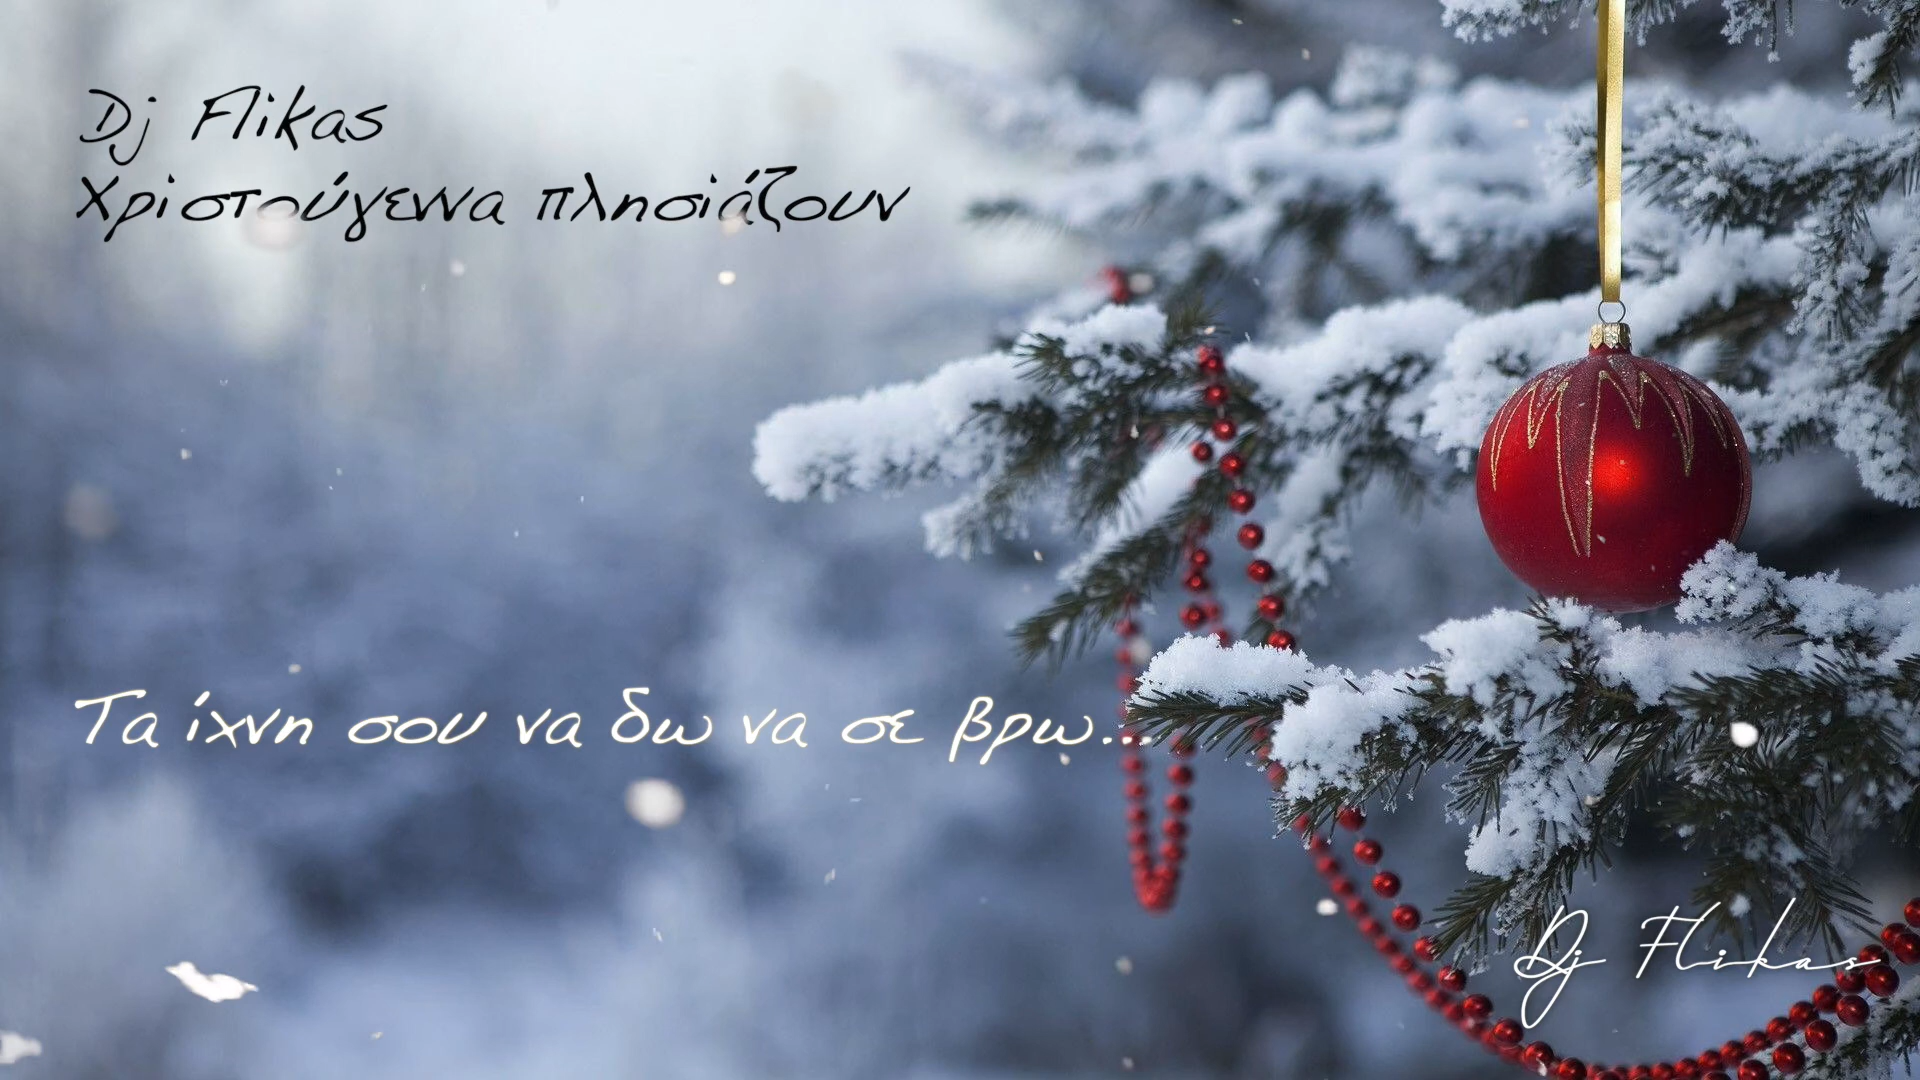 Dj Flikas
Χριστούγεννα πλησιάζουν
Τα ίχνη σου να δω να σε βρω...
Dj Flikas